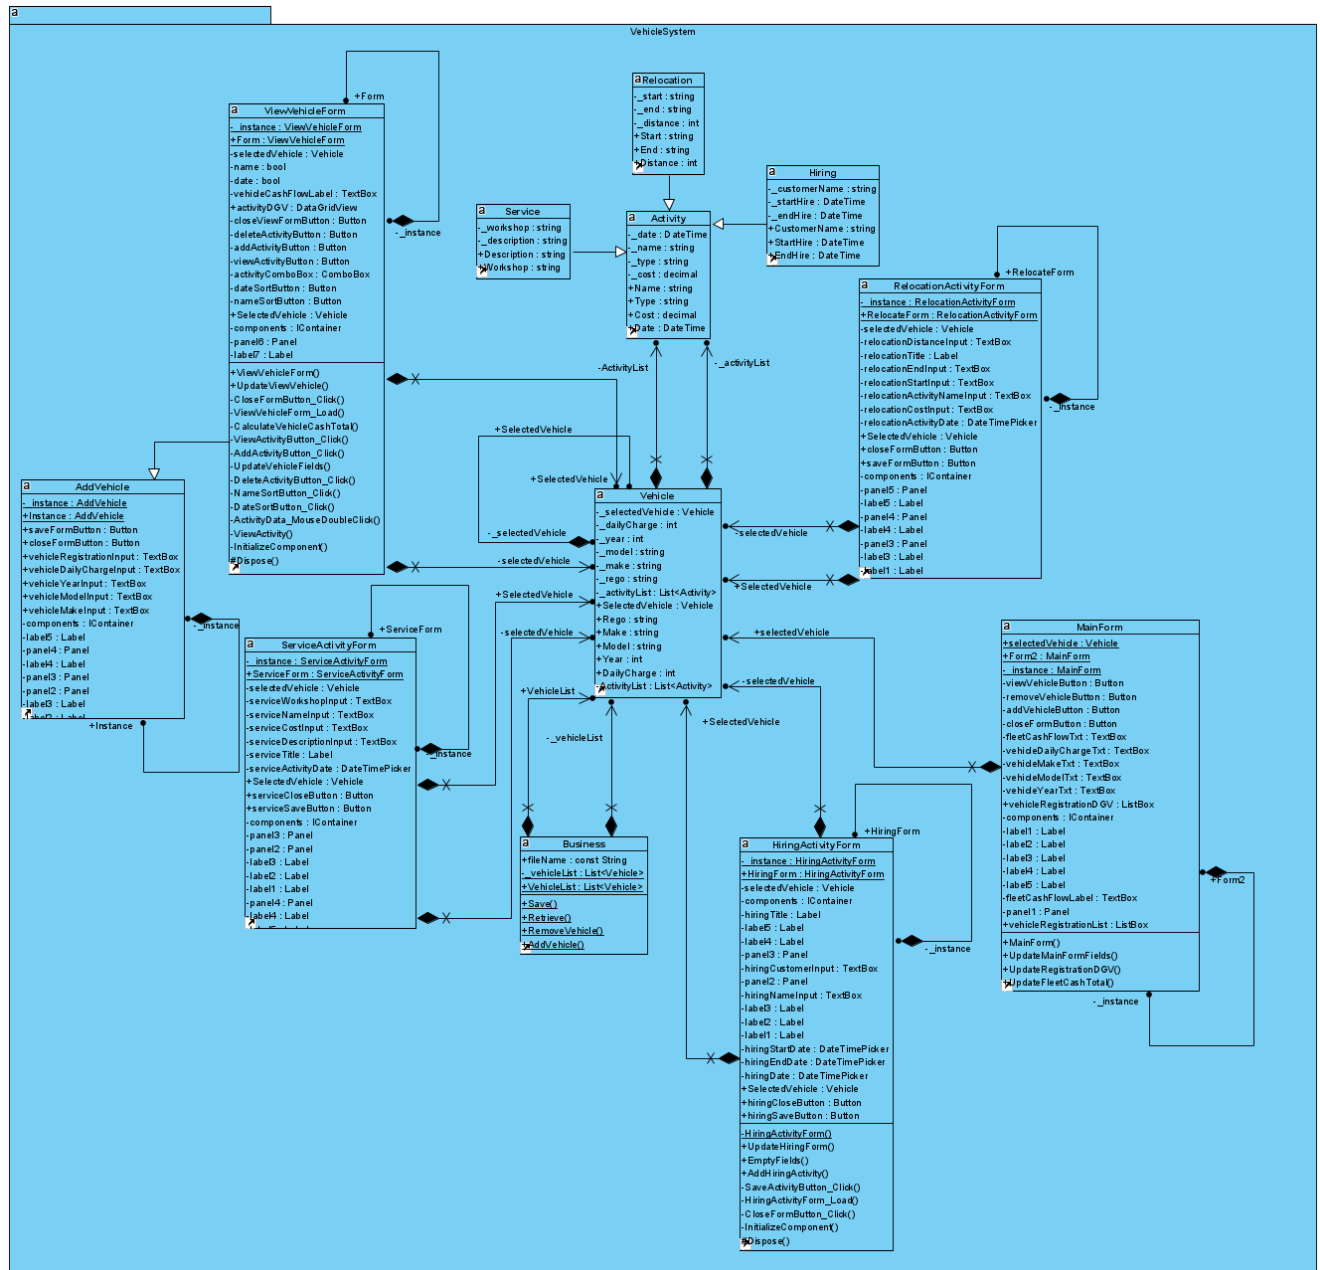 a
VehicleSystem
+Form
a
ViewVehicleForm
-_instance : ViewVehicleForm
+Form : ViewVehicleForm
-selectedVehicle : Vehicle
-name : bool
-date : bool
-vehicleCashFlowLabel : TextBox
+activityDGV : DataGridView
-closeViewFormButton : Button
-deleteActivityButton : Button
-addActivityButton : Button
-viewActivityButton : Button
-activityComboBox : ComboBox
-dateSortButton : Button
-nameSortButton : Button
+SelectedVehicle : Vehicle
-components : IContainer
-panel6 : Panel
-label7 : Label
+ViewVehicleForm()
+UpdateViewVehicle()
-CloseFormButton_Click()
-ViewVehicleForm_Load()
-CalculateVehicleCashTotal()
-ViewActivityButton_Click()
-AddActivityButton_Click()
-UpdateVehicleFields()
-DeleteActivityButton_Click()
-NameSortButton_Click()
-DateSortButton_Click()
-ActivityData_MouseDoubleClick()
-ViewActivity()
-InitializeComponent()
#Dispose()
-_instance
a
Relocation
-_start : string
-_end : string
-_distance : int
+Start : string
+End : string
+Distance : int
a
Service
-_workshop : string
-_description : string
+Description : string
+Workshop : string
a
Activity
-_date : DateTime
-_name : string
-_type : string
-_cost : decimal
+Name : string
+Type : string
+Cost : decimal
+Date : DateTime
a
Hiring
-_customerName : string
-_startHire : DateTime
-_endHire : DateTime
+CustomerName : string
+StartHire : DateTime
+EndHire : DateTime
-ActivityList
-_activityList
+RelocateForm
a
RelocationActivityForm
-_instance : RelocationActivityForm
+RelocateForm : RelocationActivityForm
-selectedVehicle : Vehicle
-relocationDistanceInput : TextBox
-relocationTitle : Label
-relocationEndInput : TextBox
-relocationStartInput : TextBox
-relocationActivityNameInput : TextBox
-relocationCostInput : TextBox
-relocationActivityDate : DateTimePicker
+SelectedVehicle : Vehicle
+closeFormButton : Button
+saveFormButton : Button
-components : IContainer
-panel5 : Panel
-label5 : Label
-panel4 : Panel
-label4 : Label
-panel3 : Panel
-label3 : Label
-label1 : Label
-_instance
+SelectedVehicle
+SelectedVehicle
-_selectedVehicle
-selectedVehicle
+SelectedVehicle
-selectedVehicle
+VehicleList
-_vehicleList
a
Vehicle
-_selectedVehicle : Vehicle
-_dailyCharge : int
-_year : int
-_model : string
-_make : string
-_rego : string
-_activityList : List<Activity>
+SelectedVehicle : Vehicle
+Rego : string
+Make : string
+Model : string
+Year : int
+DailyCharge : int
-ActivityList : List<Activity>
-selectedVehicle
+SelectedVehicle
+selectedVehicle
-selectedVehicle
+SelectedVehicle
a
AddVehicle
-_instance : AddVehicle
+Instance : AddVehicle
+saveFormButton : Button
+closeFormButton : Button
+vehicleRegistrationInput : TextBox
+vehicleDailyChargeInput : TextBox
+vehicleYearInput : TextBox
+vehicleModelInput : TextBox
+vehicleMakeInput : TextBox
-components : IContainer
-label5 : Label
-panel4 : Panel
-label4 : Label
-panel3 : Panel
-panel2 : Panel
-label3 : Label
-label2 : Label
-_instance
+Instance
+ServiceForm
a
ServiceActivityForm
-_instance : ServiceActivityForm
+ServiceForm : ServiceActivityForm
-selectedVehicle : Vehicle
-serviceWorkshopInput : TextBox
-serviceNameInput : TextBox
-serviceCostInput : TextBox
-serviceDescriptionInput : TextBox
-serviceTitle : Label
-serviceActivityDate : DateTimePicker
+SelectedVehicle : Vehicle
+serviceCloseButton : Button
+serviceSaveButton : Button
-components : IContainer
-panel3 : Panel
-panel2 : Panel
-label3 : Label
-label2 : Label
-label1 : Label
-panel4 : Panel
-label4 : Label
-_instance
a
Business
+fileName : const String
-_vehicleList : List<Vehicle>
+VehicleList : List<Vehicle>
+Save()
+Retrieve()
+RemoveVehicle()
+AddVehicle()
+HiringForm
a
HiringActivityForm
-_instance : HiringActivityForm
+HiringForm : HiringActivityForm
-selectedVehicle : Vehicle
-components : IContainer
-hiringTitle : Label
-label5 : Label
-label4 : Label
-panel3 : Panel
-hiringCustomerInput : TextBox
-panel2 : Panel
-hiringNameInput : TextBox
-label3 : Label
-label2 : Label
-label1 : Label
-hiringStartDate : DateTimePicker
-hiringEndDate : DateTimePicker
-hiringDate : DateTimePicker
+SelectedVehicle : Vehicle
+hiringCloseButton : Button
+hiringSaveButton : Button
-HiringActivityForm()
+UpdateHiringForm()
+EmptyFields()
+AddHiringActivity()
-SaveActivityButton_Click()
-HiringActivityForm_Load()
-CloseFormButton_Click()
-InitializeComponent()
#Dispose()
-_instance
a
MainForm
+selectedVehicle : Vehicle
+Form2 : MainForm
-_instance : MainForm
-viewVehicleButton : Button
-removeVehicleButton : Button
-addVehicleButton : Button
-closeFormButton : Button
-fleetCashFlowTxt : TextBox
-vehicleDailyChargeTxt : TextBox
-vehicleMakeTxt : TextBox
-vehicleModelTxt : TextBox
-vehicleYearTxt : TextBox
+vehicleRegistrationDGV : ListBox
-components : IContainer
-label1 : Label
-label2 : Label
-label3 : Label
-label4 : Label
-label5 : Label
-fleetCashFlowLabel : TextBox
-panel1 : Panel
+vehicleRegistrationList : ListBox
+MainForm()
+UpdateMainFormFields()
+UpdateRegistrationDGV()
+UpdateFleetCashTotal()
+Form2
-_instance